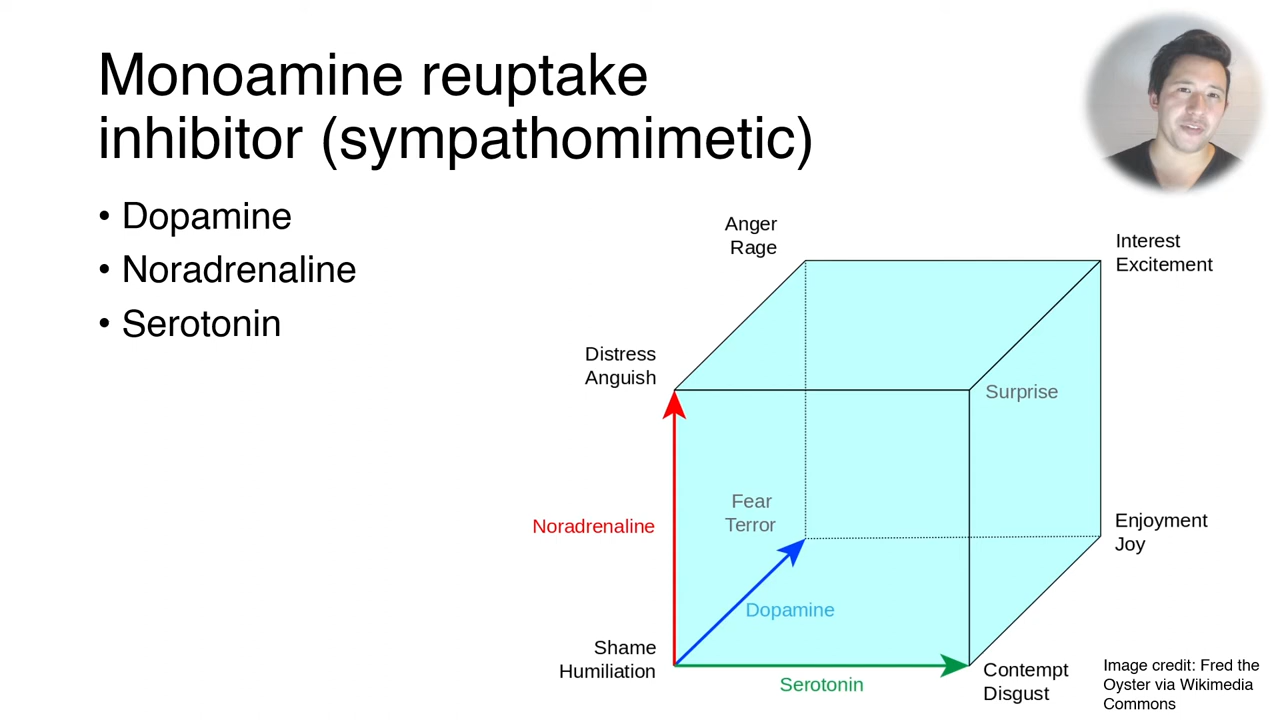 Monoamine reuptake
inhibitor (sympathomimetic)
• Dopamine
• Noradrenaline
• Serotonin
Anger
Rage
Interest
Excitement
Distress
Anguish
Surprise
Fear
Terror
Noradrenaline
Enjoyment
Joy
Dopamine
Shame
Humiliation
Serotonin
Contempt
Disgust
Image credit: Fred the
Oyster via Wikimedia
Commons